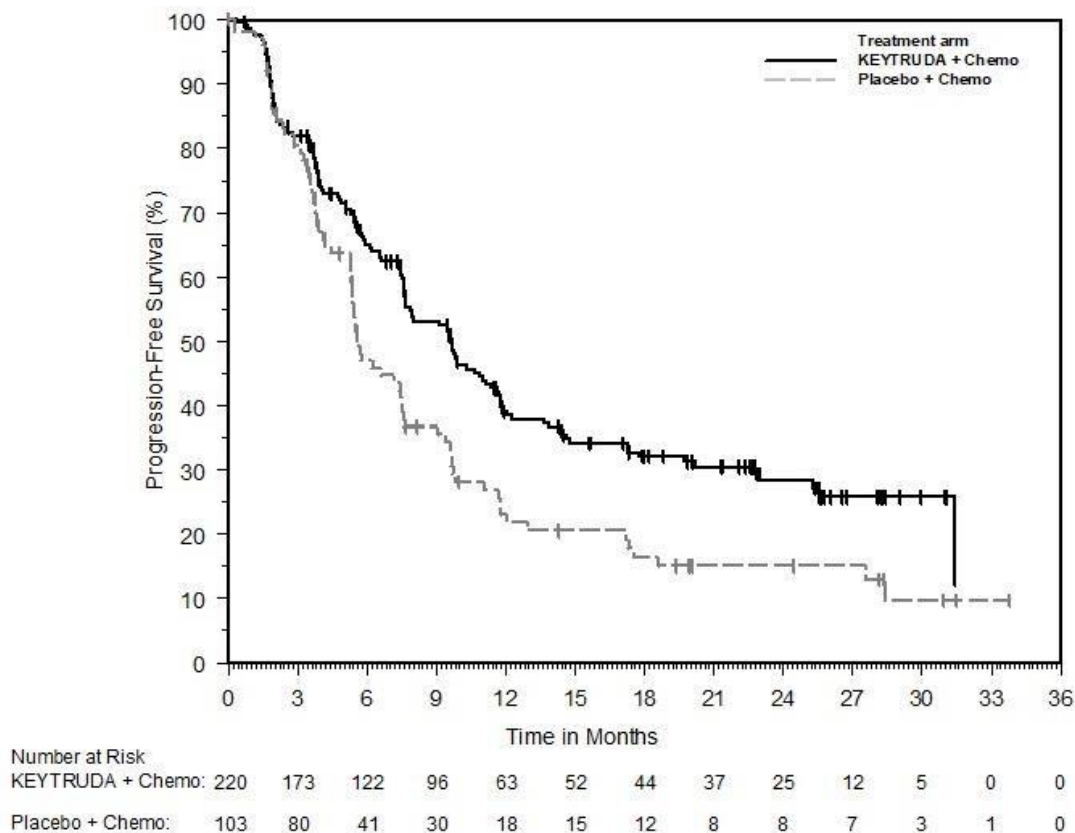 Treatment arm
KEYTRUDA + Chemo
Placebo + Chemo
Progression-Free Survival (%)
100
90
80
70
60
50
40
30
20
10
0
0 3 6 9 12 15 18 21 24 27 30 33 36
Time in Months
Number at Risk
KEYTRUDA + Chemo: 220 173 122 96 63 52 44 37 25 12 5 0 0
Placebo + Chemo: 103 80 41 30 18 15 12 8 8 7 3 1 0